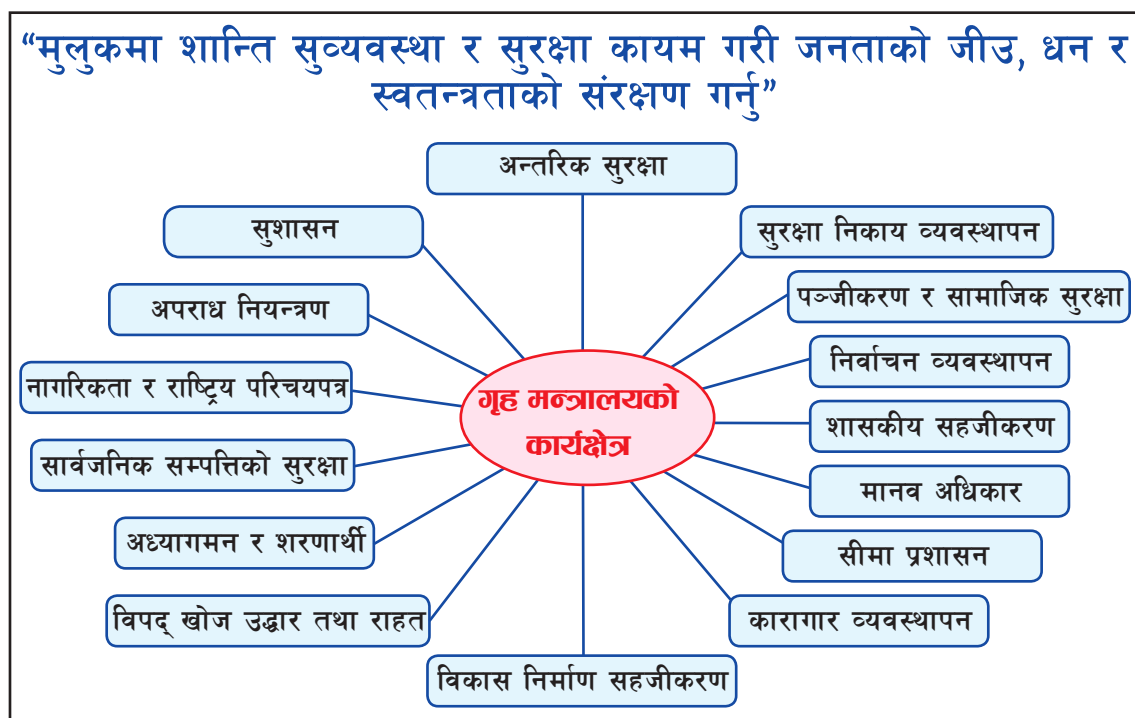 “मुलुकमा शान्ति सुव्यवस्था र सुरक्षा कायम गरी जनताको जीउ, धन र
स्वतन्त्रताको संरक्षण गर्नु”
अन्तरिक सुरक्षा
सुशासन
सुरक्षा निकाय व्यवस्थापन
अपराध नियन्त्रण
पञ्जीकरण र सामाजिक सुरक्षा
नागरिकता र राष्ट्रिय परिचयपत्र
निर्वाचन व्यवस्थापन
गृह मन्त्रालयको
कार्यक्षेत्र
शासकीय सहजीकरण
सार्वजनिक सम्पत्तिको सुरक्षा
मानव अधिकार
अध्यागमन र शरणार्थी
सीमा प्रशासन
विपद् खोज उद्धार तथा राहत
कारागार व्यवस्थापन
विकास निर्माण सहजीकरण